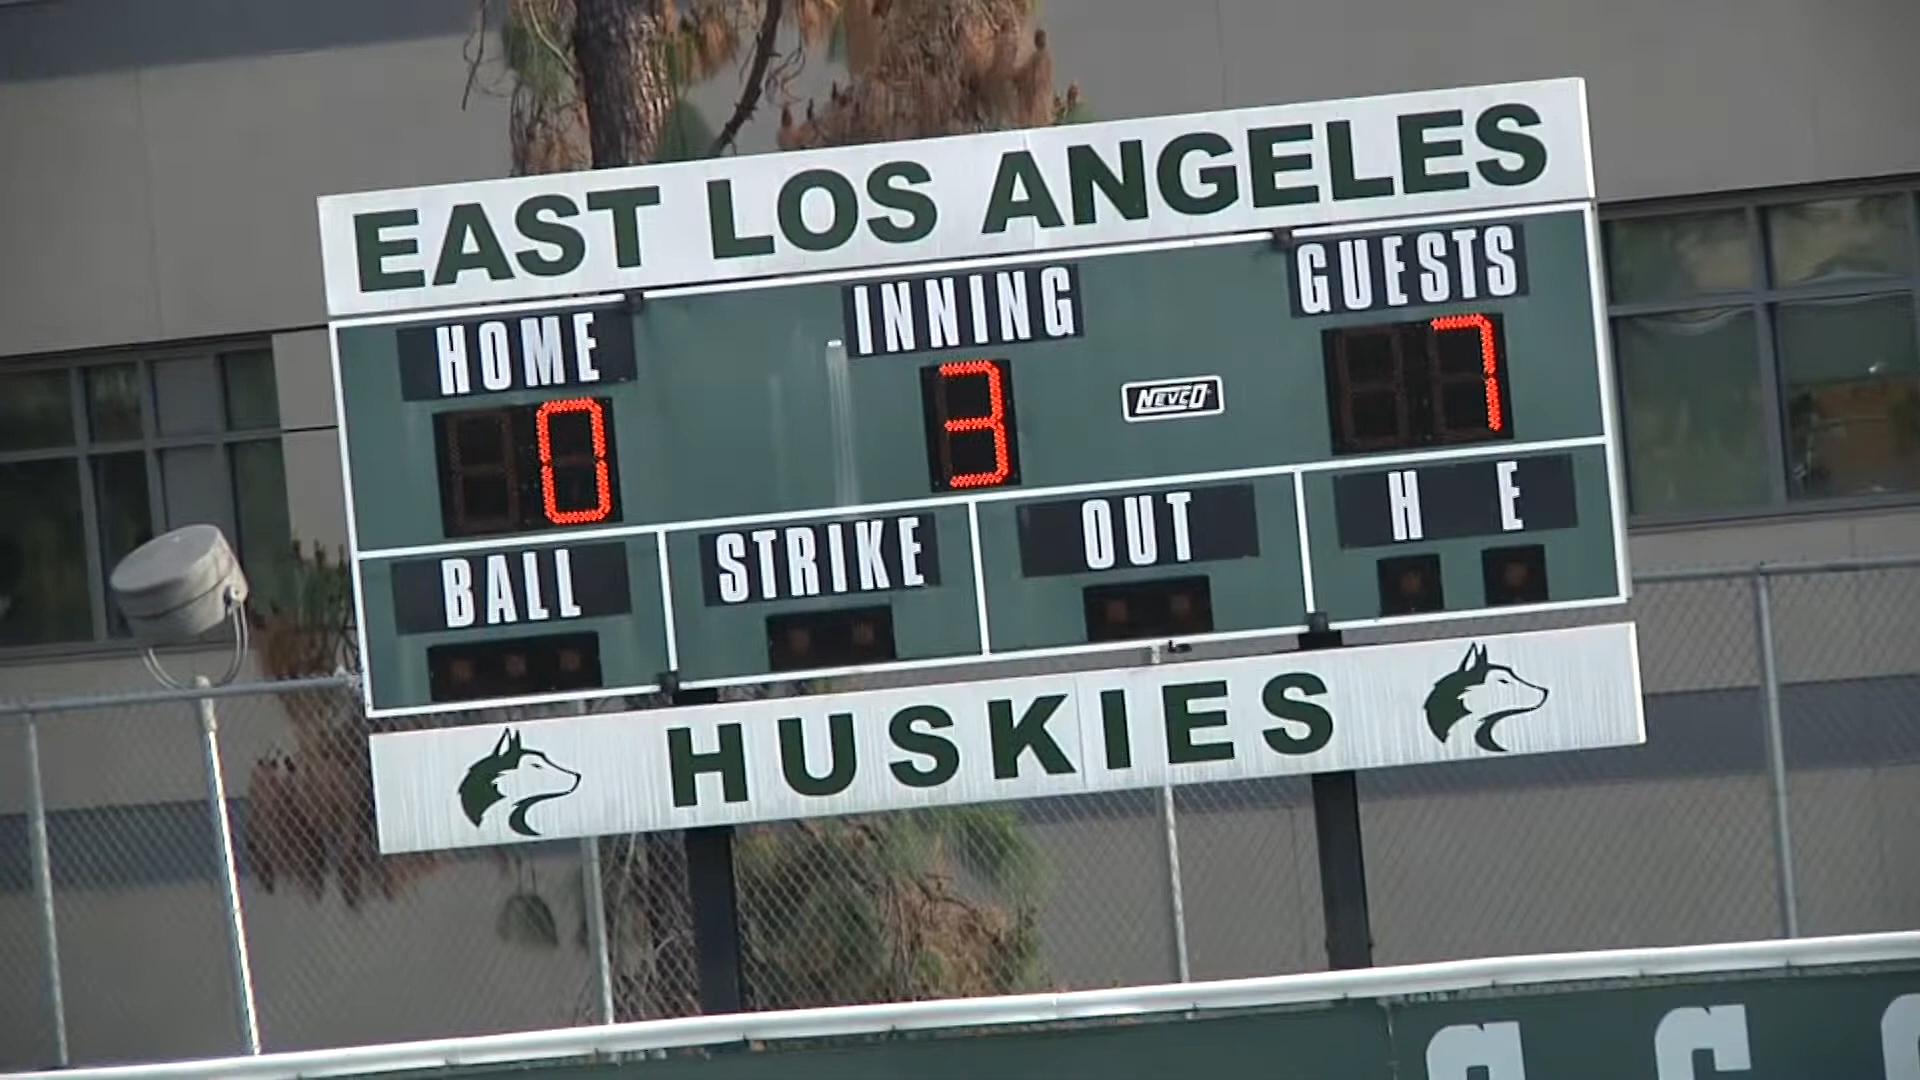 EAST LOS ANGELES
HOME INNING GUESTS
0 3 NEVCO 7
BALL STRIKE OUT H E
HUSKIES